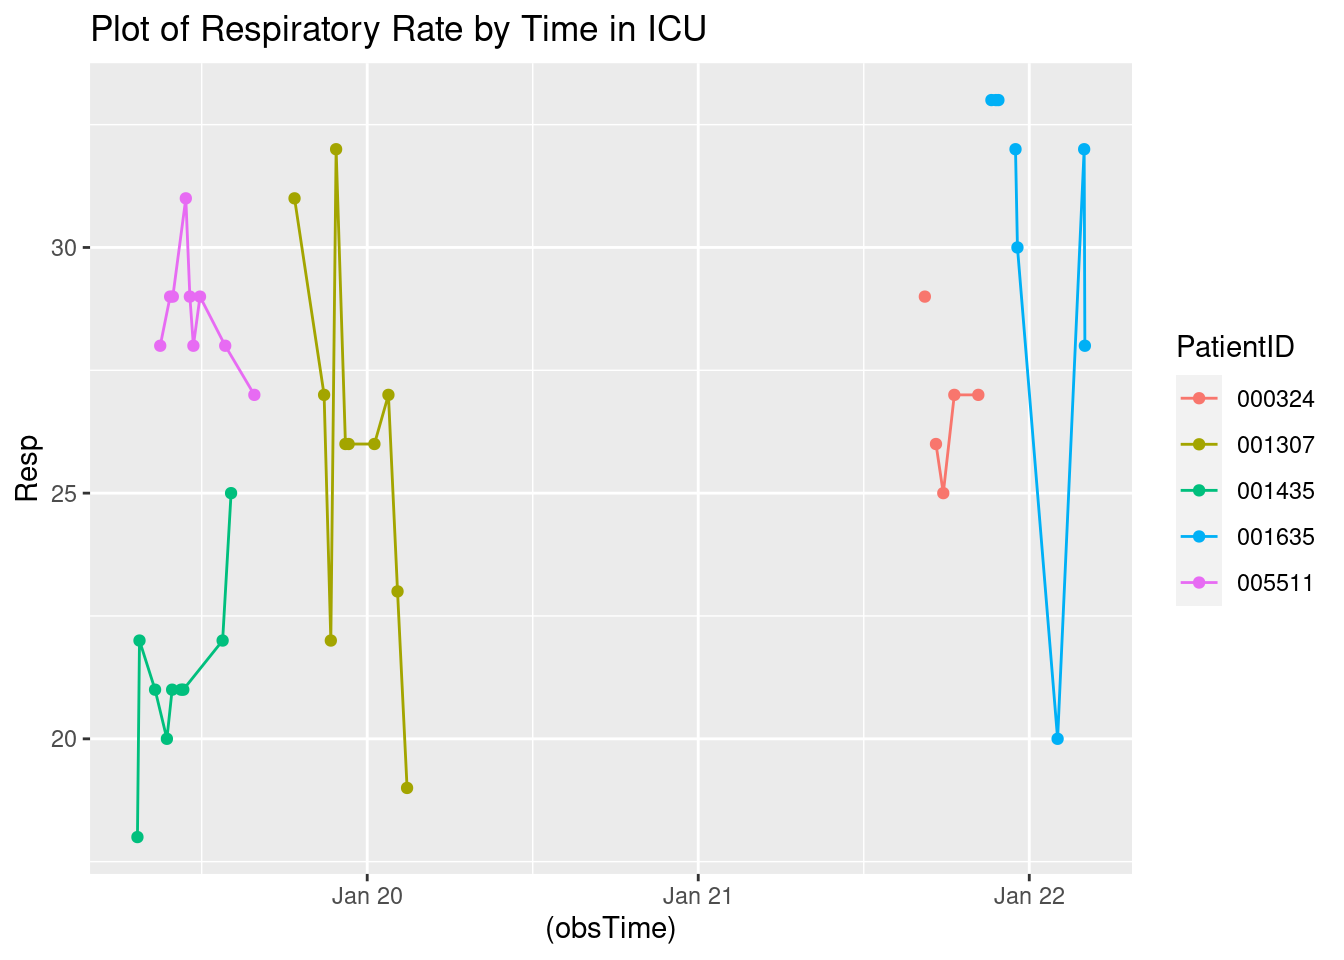 Plot of Respiratory Rate by Time in ICU
30
25
20
Resp
Jan 20
Jan 21
Jan 22
(obsTime)
PatientID
000324
001307
001435
001635
005511